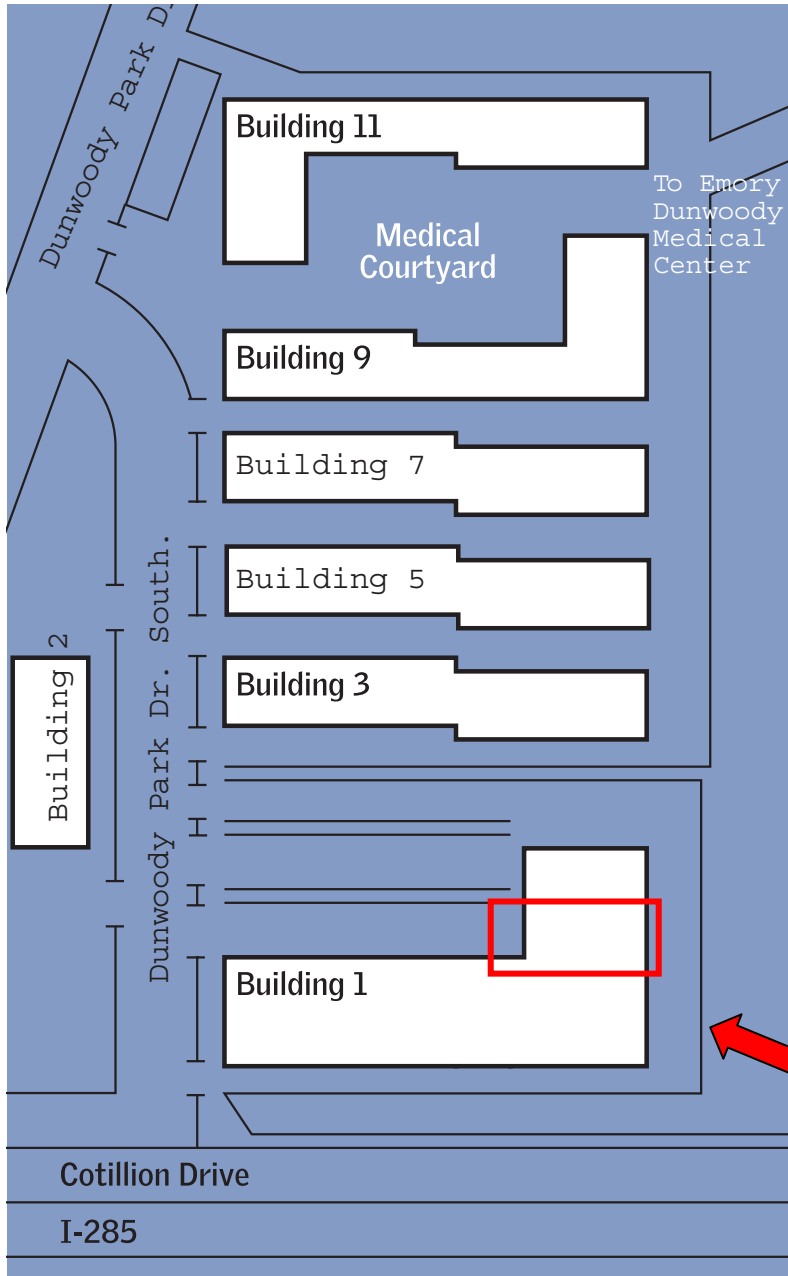 Dunwoody Park D
Building 11
To Emory
Dunwoody
Medical
Center
Medical
Courtyard
Building 9
Building 7
Building 5
Building 3
Building 2
Dunwoody Park Dr. South.
Building 1
Cotillion Drive
I-285